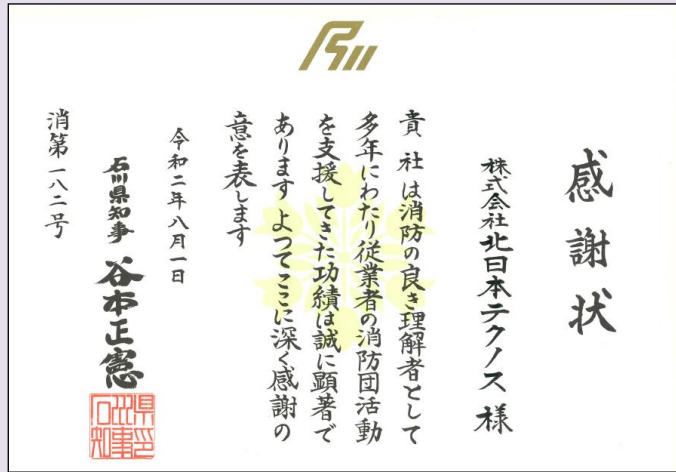 感謝状
株式会社北日本テクノス 様
貴社は消防の良き理解者として
多年にわたり従業者の消防団活動
を支援してきた功績は誠に顕著で
あります よつてここに深く感謝の
意を表します
令和二年八月一日
石川県知事 谷本正憲
消第一八二号